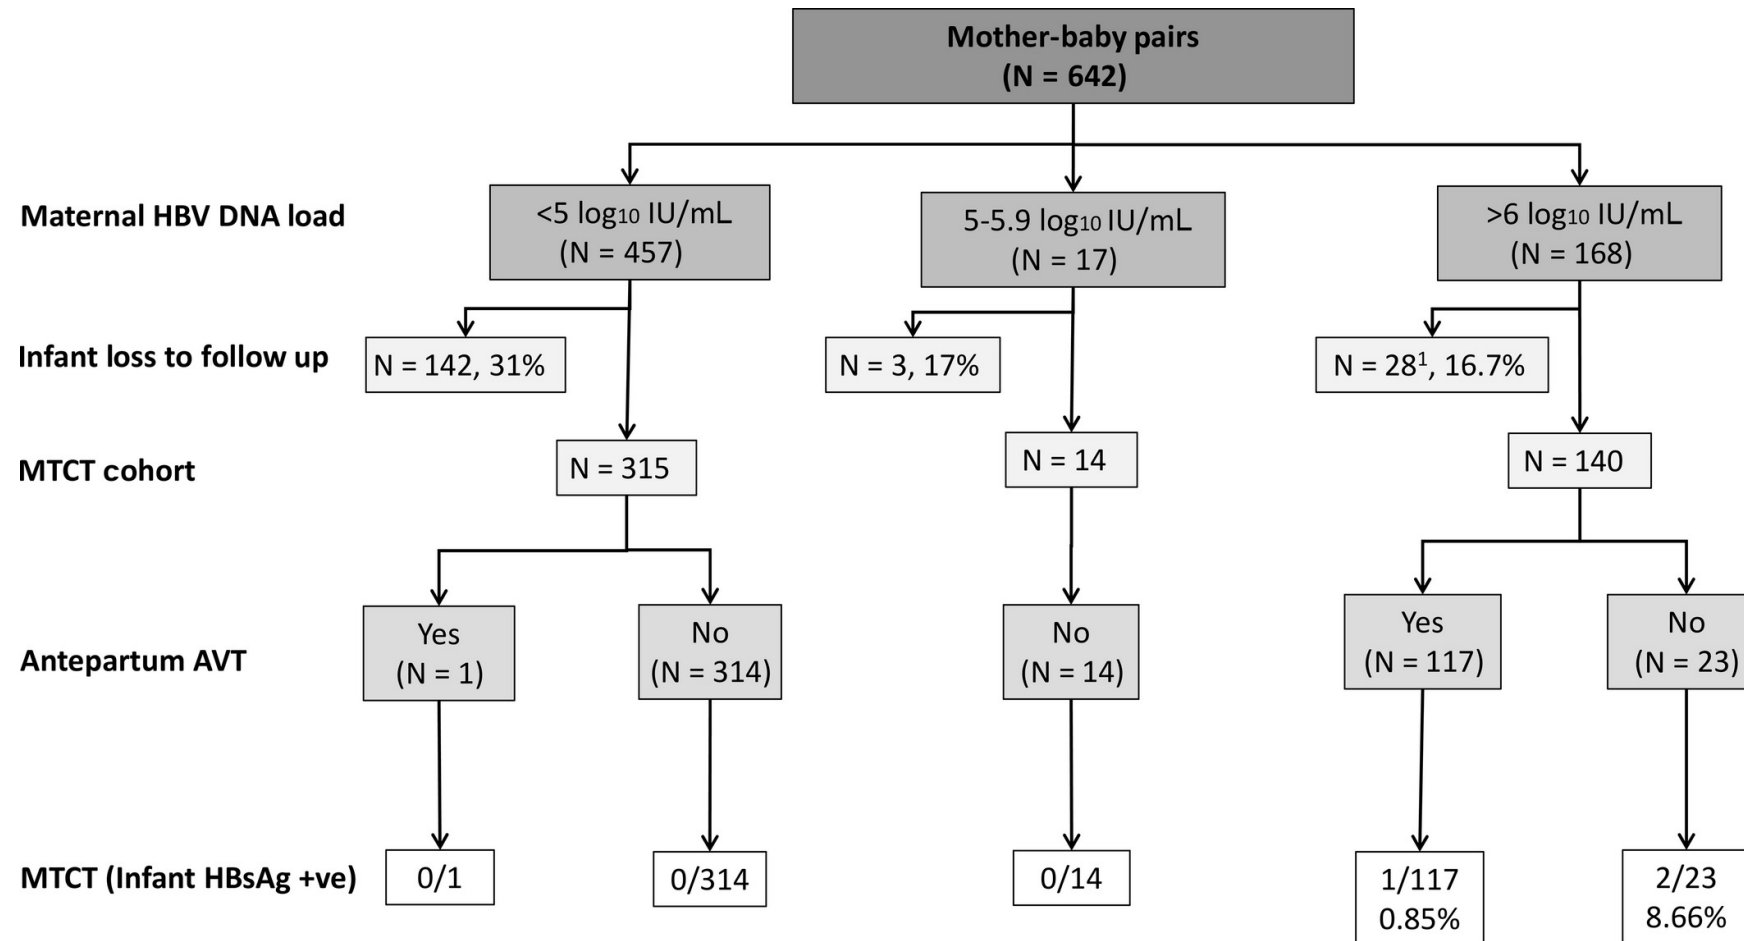 Mother-baby pairs
(N = 642)
Maternal HBV DNA load
<5 log₁₀ IU/mL
(N = 457)
5-5.9 log₁₀ IU/mL
(N = 17)
>6 log₁₀ IU/mL
(N = 168)
Infant loss to follow up
N = 142, 31%
N = 3, 17%
N = 28¹, 16.7%
MTCT cohort
N = 315
N = 14
N = 140
Antepartum AVT
Yes
(N = 1)
No
(N = 314)
No
(N = 14)
Yes
(N = 117)
No
(N = 23)
MTCT (Infant HBsAg +ve)
0/1
0/314
0/14
1/117
0.85%
2/23
8.66%